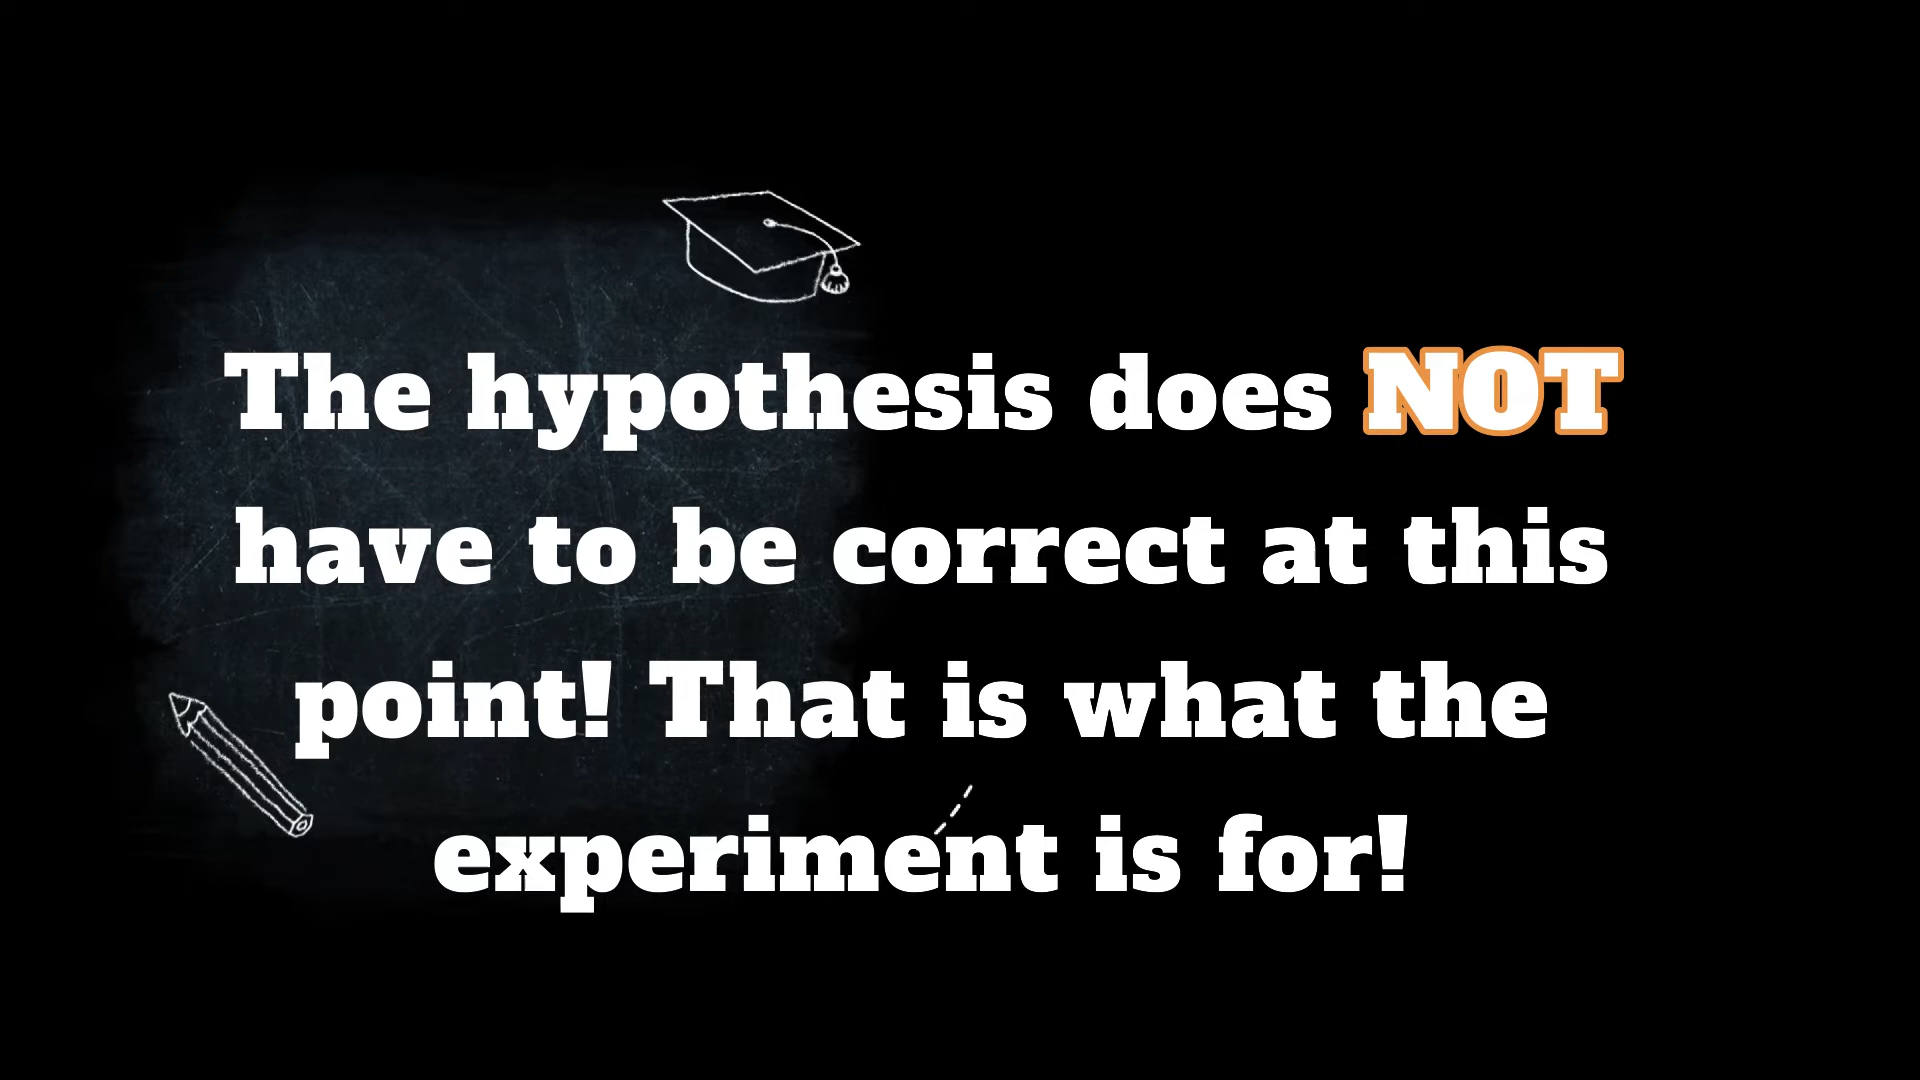 The hypothesis does NOT
have to be correct at this
point! That is what the
experiment is for!